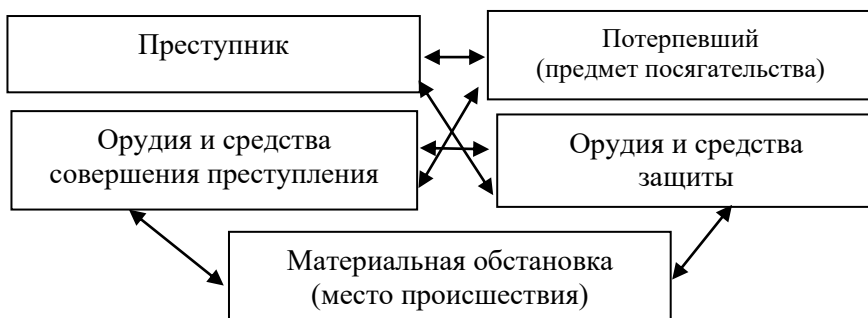 Преступник
Потерпевший
(предмет посягательства)
Орудия и средства
совершения преступления
Орудия и средства
защиты
Материальная обстановка
(место происшествия)